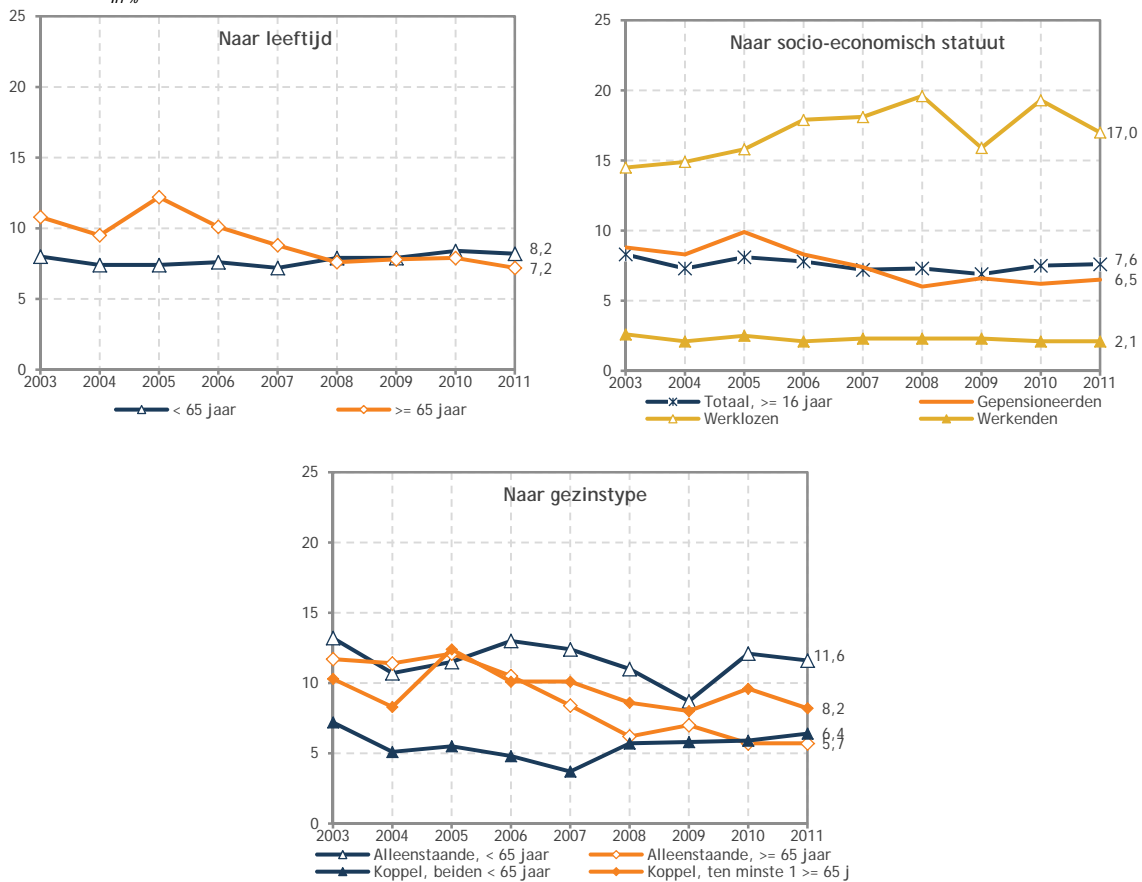 in %
Naar leeftijd
25
20
15
10
5
0
8,2
7,2
2003 2004 2005 2006 2007 2008 2009 2010 2011
< 65 jaar >= 65 jaar
Naar socio-economisch statuut
25
20
15
10
5
0
17,0
7,6
6,5
2,1
2003 2004 2005 2006 2007 2008 2009 2010 2011
Totaal, >= 16 jaar Gepensioneerden
Werklozen Werkenden
Naar gezinstype
25
20
15
10
5
0
11,6
8,2
6,4
5,7
2003 2004 2005 2006 2007 2008 2009 2010 2011
Alleenstaande, < 65 jaar Alleenstaande, >= 65 jaar
Koppel, beiden < 65 jaar Koppel, ten minste 1 >= 65 j